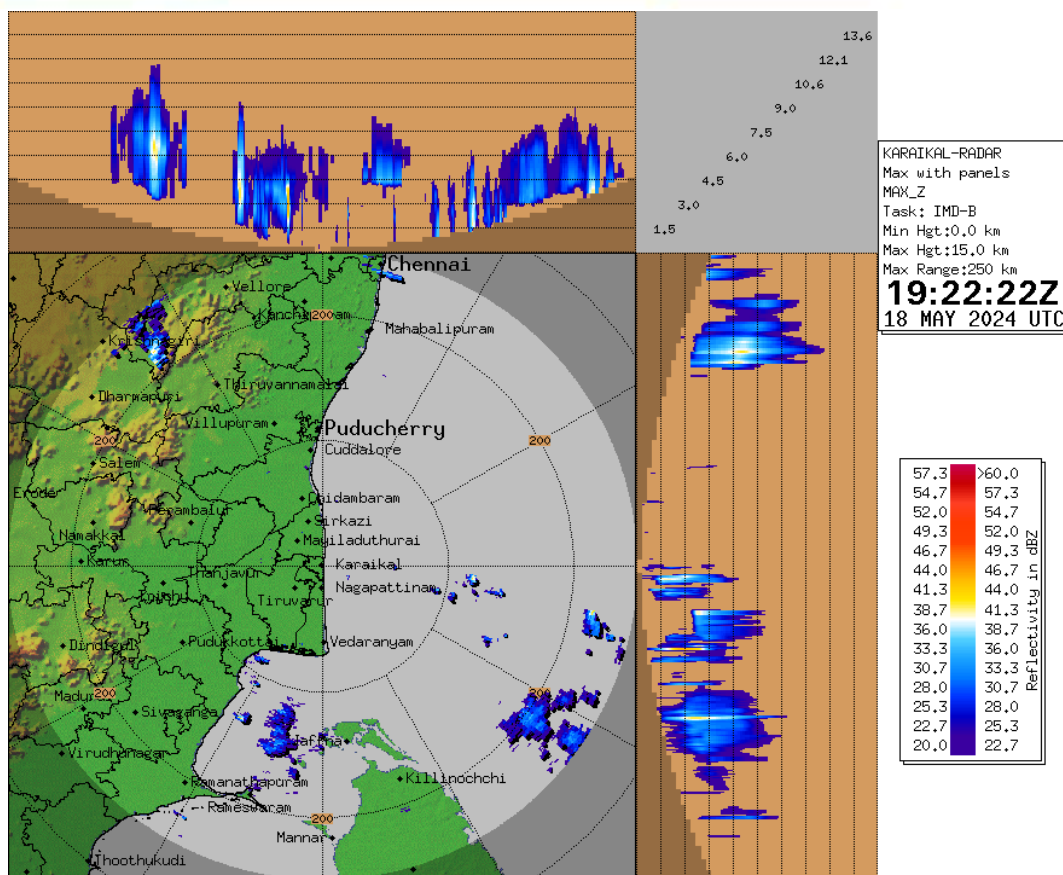 13.6
12.1
10.6
9.0
7.5
6.0
4.5
3.0
1.5
KARAIKAL-RADAR
Max with panels
MAX_Z
Task: IMD-B
Min Hgt:0.0 km
Max Hgt:15.0 km
Max Range:250 km
19:22:22Z
18 MAY 2024 UTC
Chennai
Vellore
200
Mahabalipuram
Krishnagiri
Thiruvannamalai
Dharmapuri
Villupuram
Puducherry
200
200
Cuddalore
Salem
Erode
Chidambaram
Perambalur
Sirkazi
Namakkal
Mayiladuthurai
Karur
Karaikal
Thanjavur
Nagapattinam
Tiruvarur
Pudukkottai
Vedaranyam
Dindigul
200
200
Madur
Sivaganga
Jaffna
Virudhunagar
Killinochchi
Ramanathapuram
Rameswaram
200
Mannar
Thoothukudi
57.3 >60.0
54.7 57.3
52.0 54.7
49.3 52.0
46.7 49.3
44.0 46.7
41.3 44.0
38.7 41.3
36.0 38.7
33.3 36.0
30.7 33.3
28.0 30.7
25.3 28.0
22.7 25.3
20.0 22.7
Reflectivity in dBZ